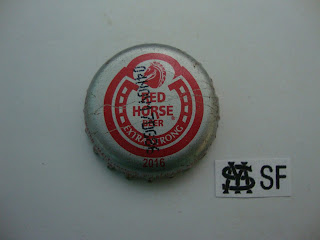 RED
HORSE
BEER
EXTRA STRONG
2016
SF